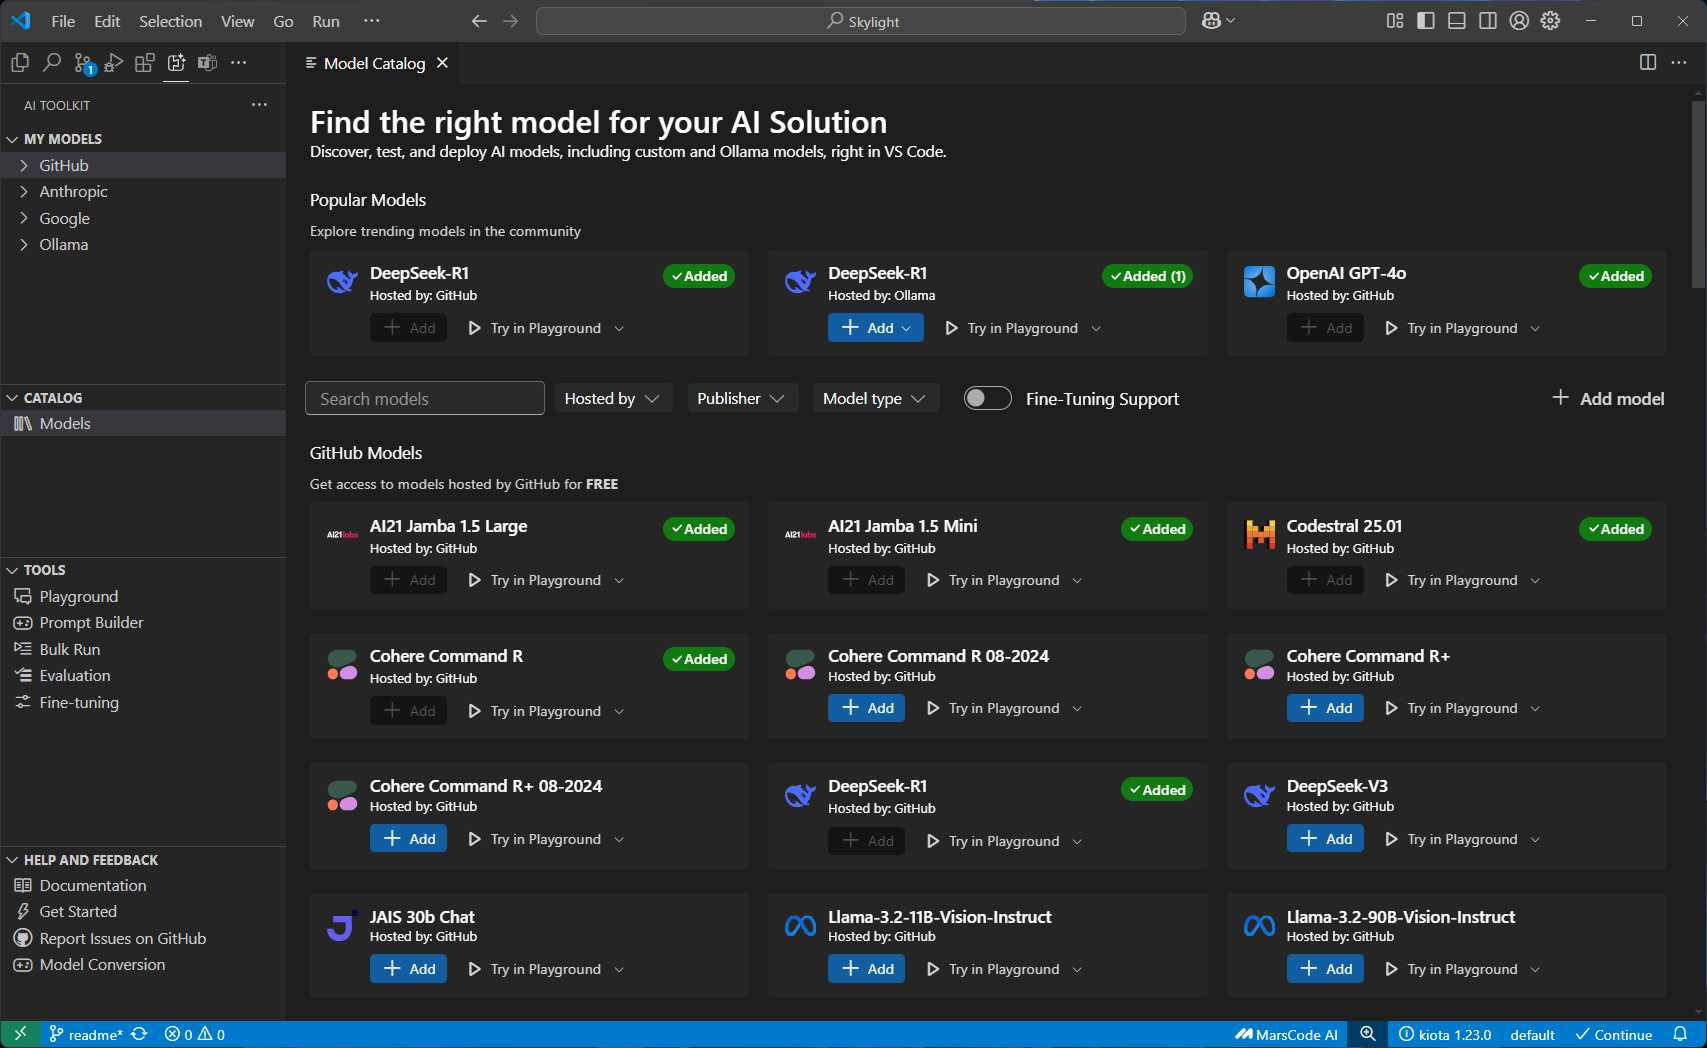 File Edit Selection View Go Run ···
Skylight
1
AI TOOLKIT
MY MODELS
GitHub
Anthropic
Google
Ollama
CATALOG
Models
TOOLS
Playground
Prompt Builder
Bulk Run
Evaluation
Fine-tuning
HELP AND FEEDBACK
Documentation
Get Started
Report Issues on GitHub
Model Conversion
Model Catalog
Find the right model for your AI Solution
Discover, test, and deploy AI models, including custom and Ollama models, right in VS Code.
Popular Models
Explore trending models in the community
DeepSeek-R1 Added
Hosted by: GitHub
Add Try in Playground
DeepSeek-R1 Added (1)
Hosted by: Ollama
Add Try in Playground
OpenAI GPT-4o Added
Hosted by: GitHub
Add Try in Playground
Search models Hosted by Publisher Model type Fine-Tuning Support Add model
GitHub Models
Get access to models hosted by GitHub for FREE
AI21labs AI21 Jamba 1.5 Large Added
Hosted by: GitHub
Add Try in Playground
AI21labs AI21 Jamba 1.5 Mini Added
Hosted by: GitHub
Add Try in Playground
Codestral 25.01 Added
Hosted by: GitHub
Add Try in Playground
Cohere Command R Added
Hosted by: GitHub
Add Try in Playground
Cohere Command R 08-2024
Hosted by: GitHub
Add Try in Playground
Cohere Command R+
Hosted by: GitHub
Add Try in Playground
Cohere Command R+ 08-2024
Hosted by: GitHub
Add Try in Playground
DeepSeek-R1 Added
Hosted by: GitHub
Add Try in Playground
DeepSeek-V3
Hosted by: GitHub
Add Try in Playground
JAIS 30b Chat
Hosted by: GitHub
Add Try in Playground
Llama-3.2-11B-Vision-Instruct
Hosted by: GitHub
Add Try in Playground
Llama-3.2-90B-Vision-Instruct
Hosted by: GitHub
Add Try in Playground
readme* 0 0 MarsCode AI kiota 1.23.0 default Continue